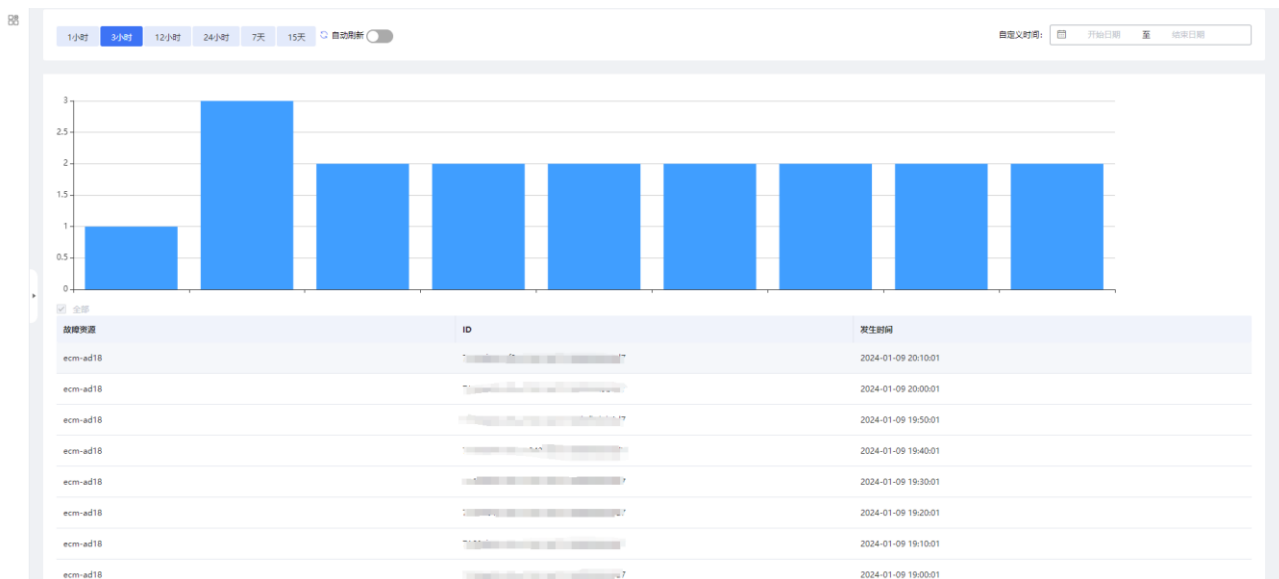 1小时 3小时 12小时 24小时 7天 15天 自动刷新 自定义时间: 开始日期 至 结束日期
3
2.5
2
1.5
1
0.5
0
全部
故障资源 ID 发生时间
ecm-ad18 2024-01-09 20:10:01
ecm-ad18 2024-01-09 20:00:01
ecm-ad18 2024-01-09 19:50:01
ecm-ad18 2024-01-09 19:40:01
ecm-ad18 2024-01-09 19:30:01
ecm-ad18 2024-01-09 19:20:01
ecm-ad18 2024-01-09 19:10:01
ecm-ad18 2024-01-09 19:00:01